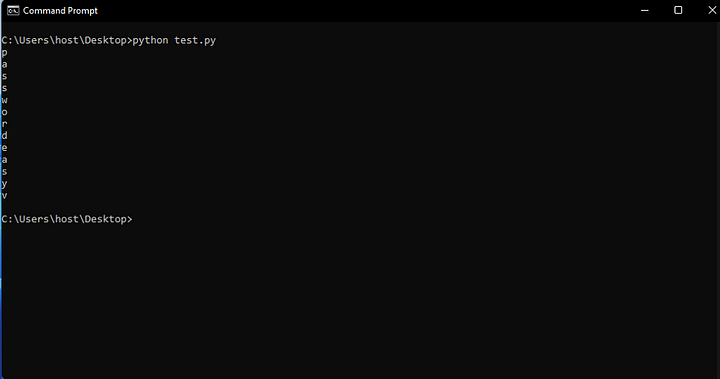 Command Prompt
C:\Users\host\Desktop>python test.py
p
a
s
s
w
o
r
d
e
a
s
y
v
C:\Users\host\Desktop>